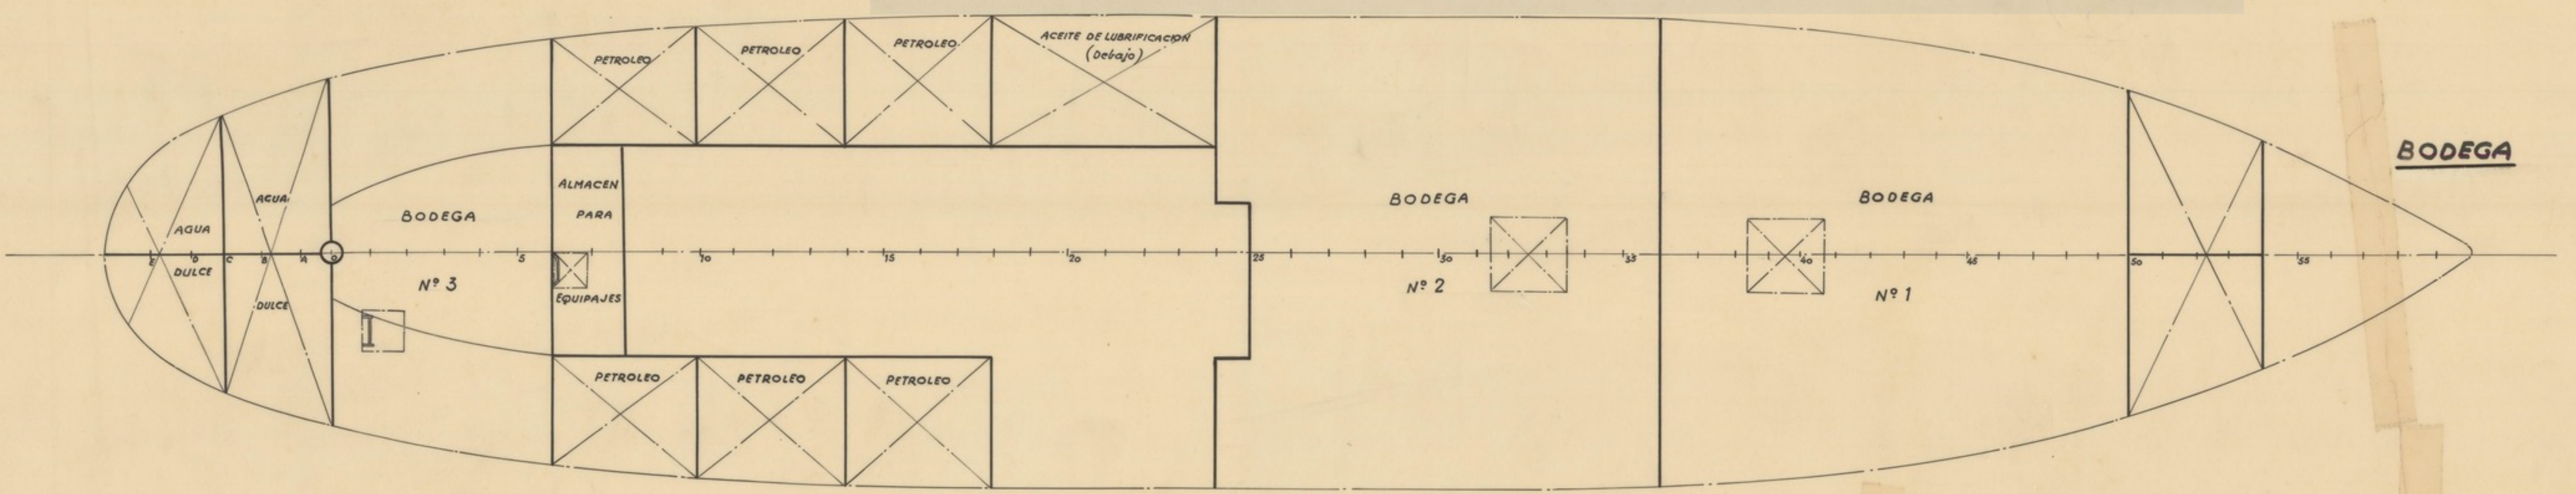 PETROLEO
PETROLEO
PETROLEO
ACEITE DE LUBRIFICACION
(Debajo)
BODEGA
AGUA
DULCE
AGUA
DULCE
BODEGA
Nº 3
ALMACEN
PARA
EQUIPAJES
BODEGA
Nº 2
BODEGA
Nº 1
E D C B A 0 5 10 15 20 25 30 35 40 45 50 55
PETROLEO
PETROLEO
PETROLEO